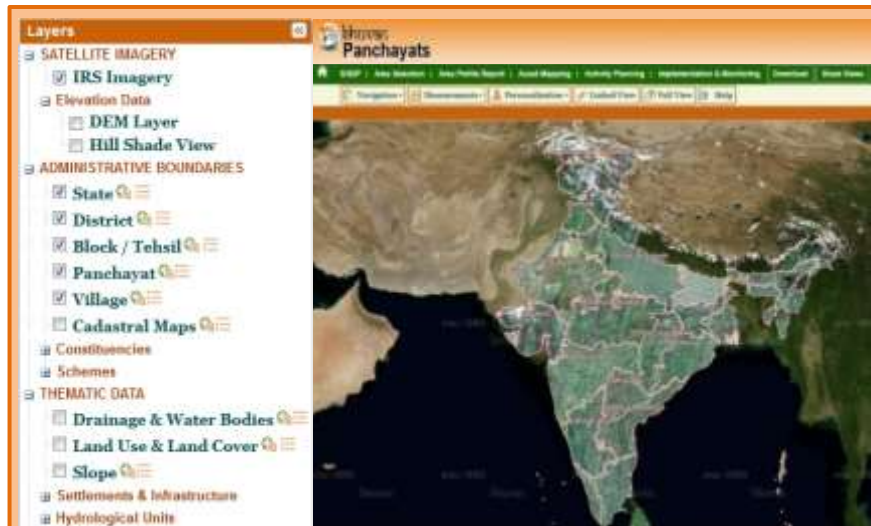 Layers
SATELLITE IMAGERY
IRS Imagery
Elevation Data
DEM Layer
Hill Shade View
ADMINISTRATIVE BOUNDARIES
State
District
Block / Tehsil
Panchayat
Village
Cadastral Maps
Constituencies
Schemes
THEMATIC DATA
Drainage & Water Bodies
Land Use & Land Cover
Slope
Settlements & Infrastructure
Hydrological Units
bhuvan
Panchayats
SISDP | Area Selection | Area Profile Report | Asset Mapping | Activity Planning | Implementation & Monitoring Download
Navigation Measurements Personalization Full View Help